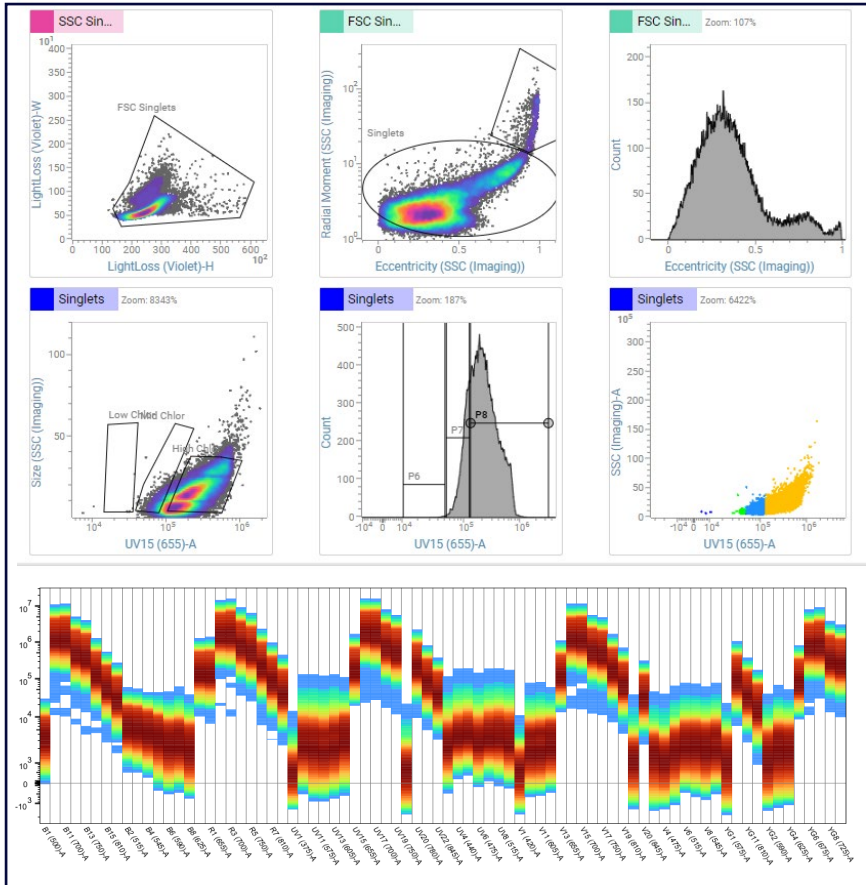 SSC Sin...
10¹
400
350
300
250
200
150
100
50
0
FSC Singlets
LightLoss (Violet)-W
0 100 200 300 400 500 600
10²
LightLoss (Violet)-H
FSC Sin...
10²
10¹
10⁰
Singlets
Radial Moment (SSC (Imaging))
0 0.5 1
Eccentricity (SSC (Imaging))
FSC Sin... Zoom: 107%
200
150
100
50
0
Count
0 0.5 1
Eccentricity (SSC (Imaging))
Singlets Zoom: 8343%
100
50
0
Low Chlor
Mid Chlor
Size (SSC (Imaging))
10⁴ 10⁵ 10⁶
UV15 (655)-A
Singlets Zoom: 187%
500
400
300
200
100
0
P8
P7
P6
Count
-10⁴ 10⁴ 10⁵ 10⁶
UV15 (655)-A
Singlets Zoom: 6422%
10⁵
300
250
200
150
100
50
0
SSC (Imaging)-A
-10⁴ 10⁴ 10⁵ 10⁶
UV15 (655)-A
10⁷
10⁶
10⁵
10⁴
10³
0
-10³
B1 (500)-A
B11 (700)-A
B13 (750)-A
B15 (810)-A
B2 (515)-A
B4 (545)-A
B6 (590)-A
B8 (625)-A
R1 (655)-A
R3 (700)-A
R5 (750)-A
R7 (810)-A
UV1 (375)-A
UV11 (575)-A
UV13 (605)-A
UV15 (655)-A
UV17 (700)-A
UV19 (750)-A
UV20 (780)-A
UV22 (845)-A
UV4 (440)-A
UV6 (475)-A
UV8 (515)-A
V1 (420)-A
V11 (605)-A
V13 (655)-A
V15 (700)-A
V17 (750)-A
V19 (810)-A
V20 (845)-A
V4 (475)-A
V6 (515)-A
V8 (545)-A
YG1 (575)-A
YG11 (810)-A
YG2 (590)-A
YG4 (625)-A
YG6 (675)-A
YG8 (725)-A